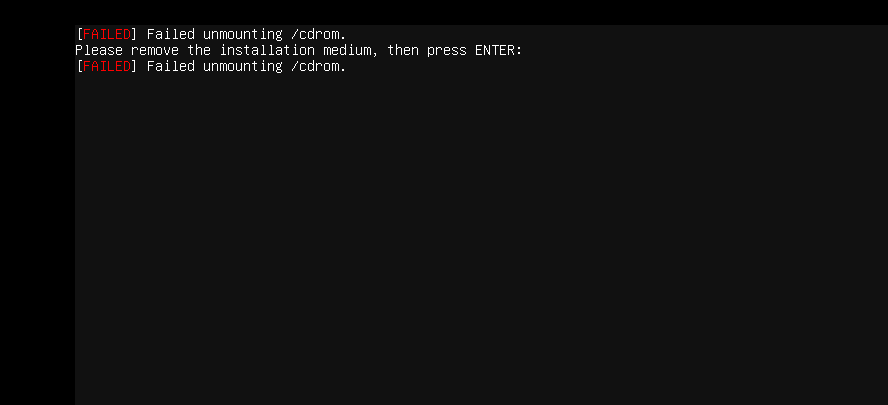 [FAILED] Failed unmounting /cdrom.
Please remove the installation medium, then press ENTER:
[FAILED] Failed unmounting /cdrom.